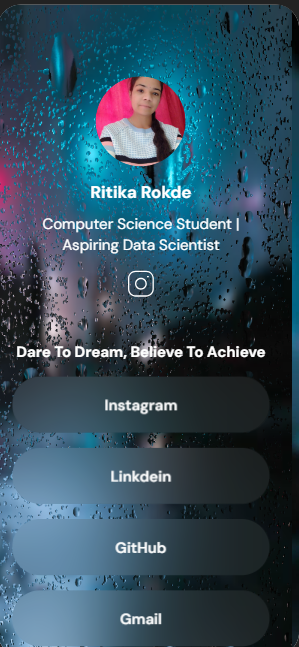 Ritika Rokde
Computer Science Student |
Aspiring Data Scientist
Dare To Dream, Believe To Achieve
Instagram
Linkdein
GitHub
Gmail